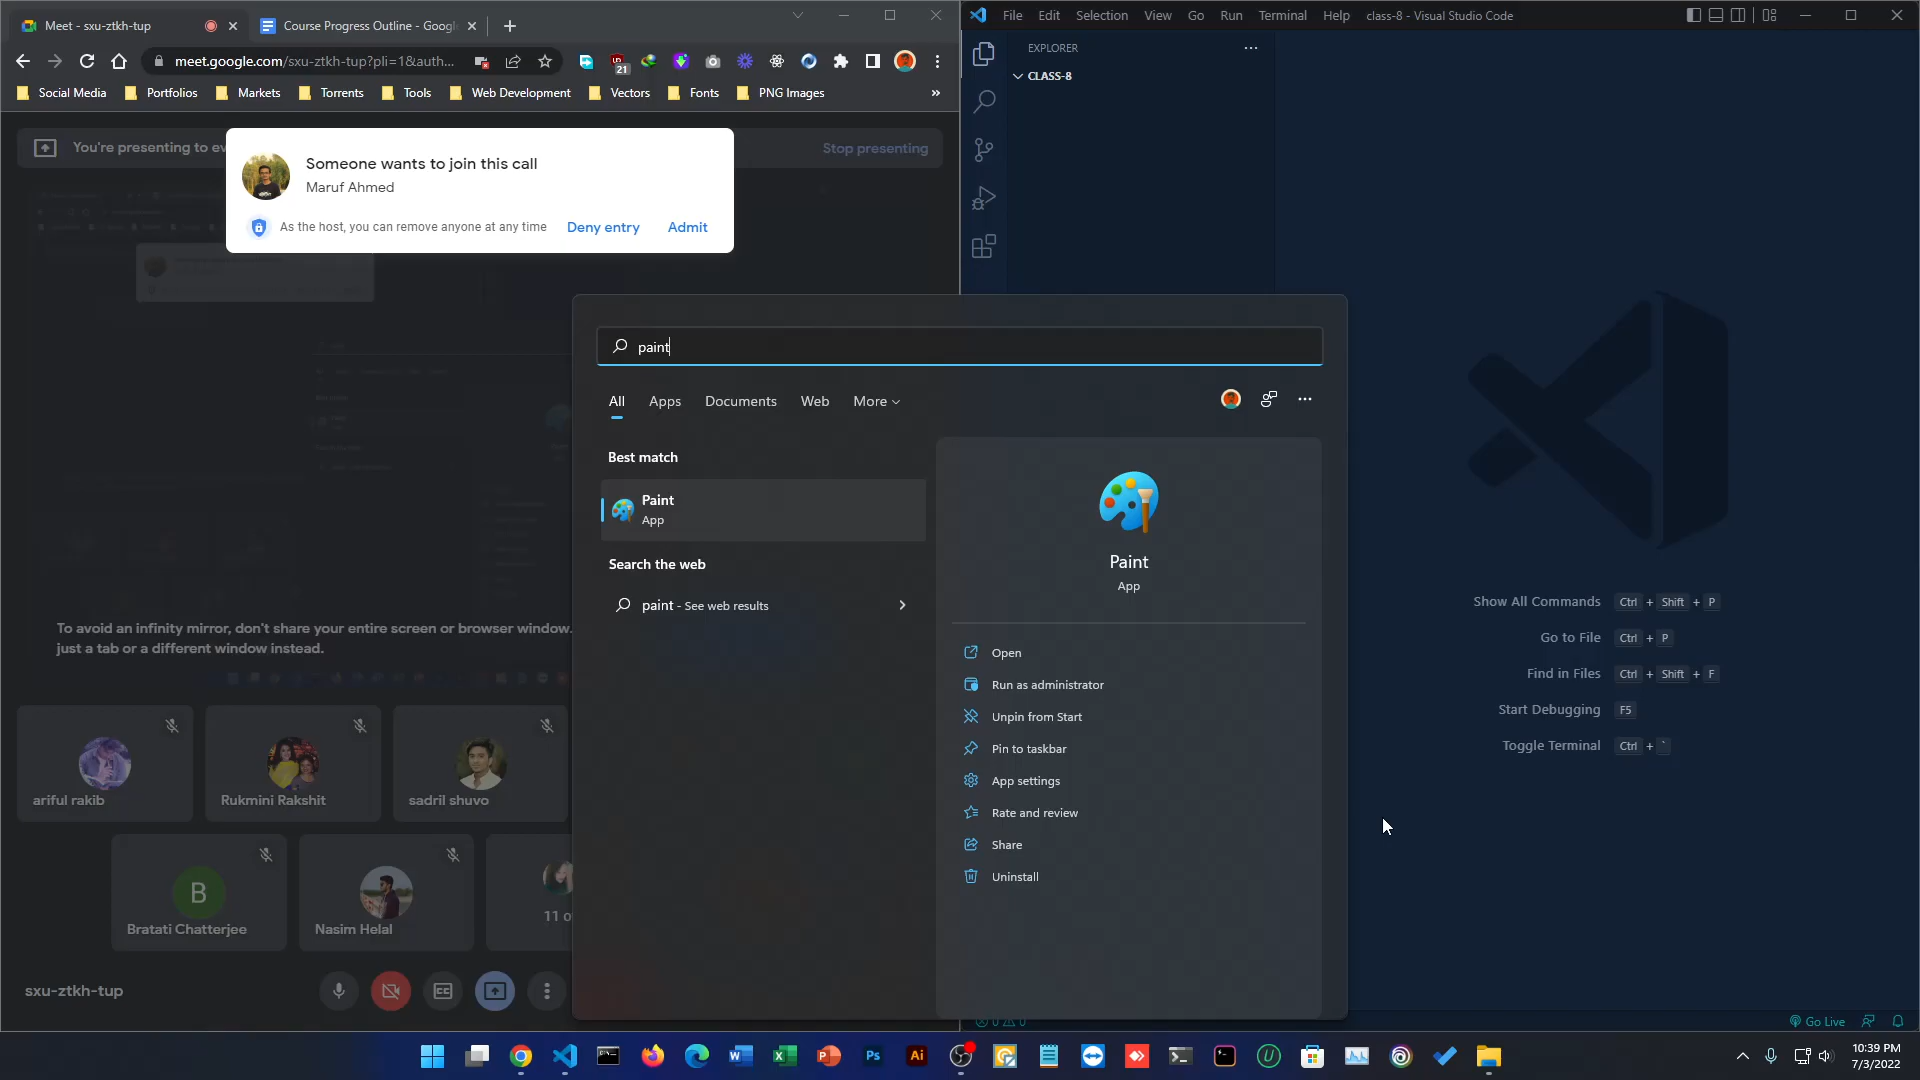 Meet - sxu-ztkh-tup
Course Progress Outline - Google
File Edit Selection View Go Run Terminal Help class-8 - Visual Studio Code
meet.google.com/sxu-ztkh-tup?pli=1&auth...
21
Social Media Portfolios Markets Torrents Tools Web Development Vectors Fonts PNG Images »
EXPLORER
CLASS-8
You're presenting to ev
Stop presenting
Someone wants to join this call
Maruf Ahmed
As the host, you can remove anyone at any time Deny entry Admit
paint
All Apps Documents Web More
Best match
Paint
App
Search the web
paint - See web results
Paint
App
Open
Run as administrator
Unpin from Start
Pin to taskbar
App settings
Rate and review
Share
Uninstall
To avoid an infinity mirror, don't share your entire screen or browser window.
just a tab or a different window instead.
ariful rakib
Rukmini Rakshit
sadril shuvo
B
Bratati Chatterjee
Nasim Helal
11 o
sxu-ztkh-tup
CC
Show All Commands Ctrl + Shift + P
Go to File Ctrl + P
Find in Files Ctrl + Shift + F
Start Debugging F5
Toggle Terminal Ctrl + `
0 0
Go Live
Ps
Ai
10:39 PM
7/3/2022